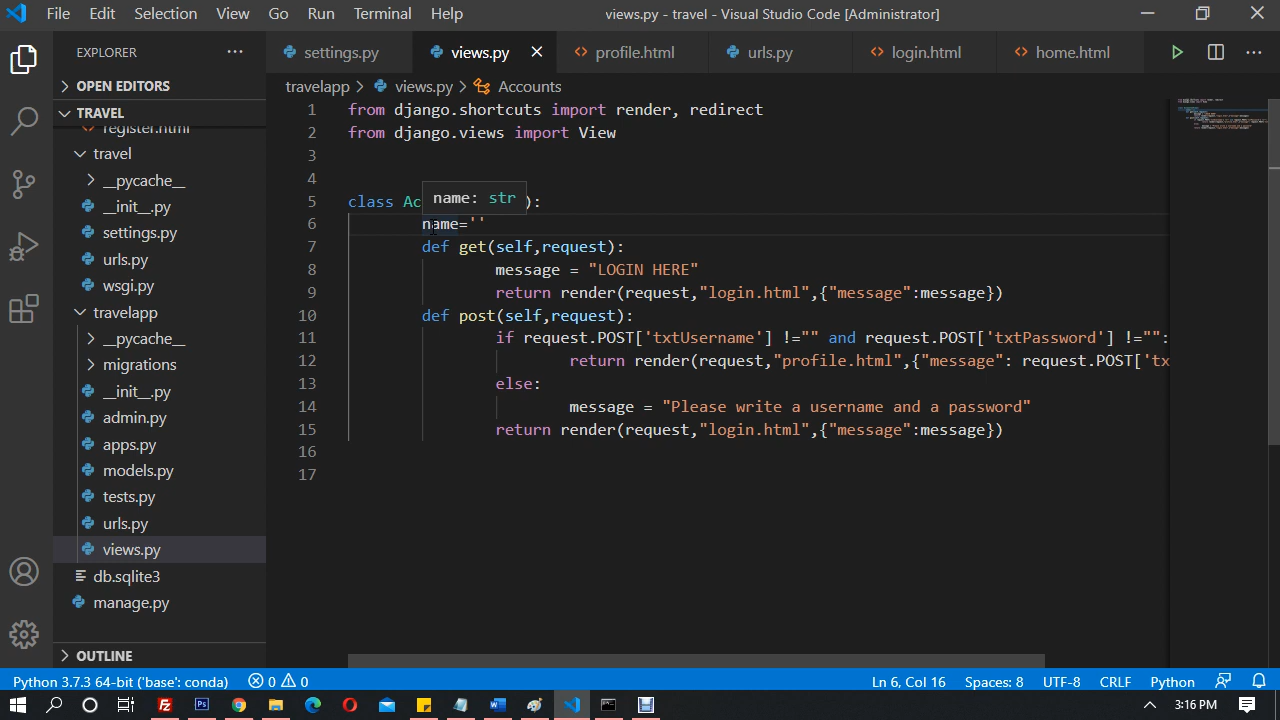 File Edit Selection View Go Run Terminal Help
views.py - travel - Visual Studio Code [Administrator]
EXPLORER
settings.py
views.py
profile.html
urls.py
login.html
home.html
OPEN EDITORS
travelapp > views.py > Accounts
TRAVEL
register.html
travel
__pycache__
__init__.py
settings.py
urls.py
wsgi.py
travelapp
__pycache__
migrations
__init__.py
admin.py
apps.py
models.py
tests.py
urls.py
views.py
db.sqlite3
manage.py
OUTLINE
1 from django.shortcuts import render, redirect
2 from django.views import View
3
4
name: str
5 class Ac ):
6 name=''
7 def get(self,request):
8 message = "LOGIN HERE"
9 return render(request,"login.html",{"message":message})
10 def post(self,request):
11 if request.POST['txtUsername'] !="" and request.POST['txtPassword'] !="":
12 return render(request,"profile.html",{"message": request.POST['tx
13 else:
14 message = "Please write a username and a password"
15 return render(request,"login.html",{"message":message})
16
17
Python 3.7.3 64-bit ('base': conda) 0 0
Ln 6, Col 16 Spaces: 8 UTF-8 CRLF Python
3:16 PM